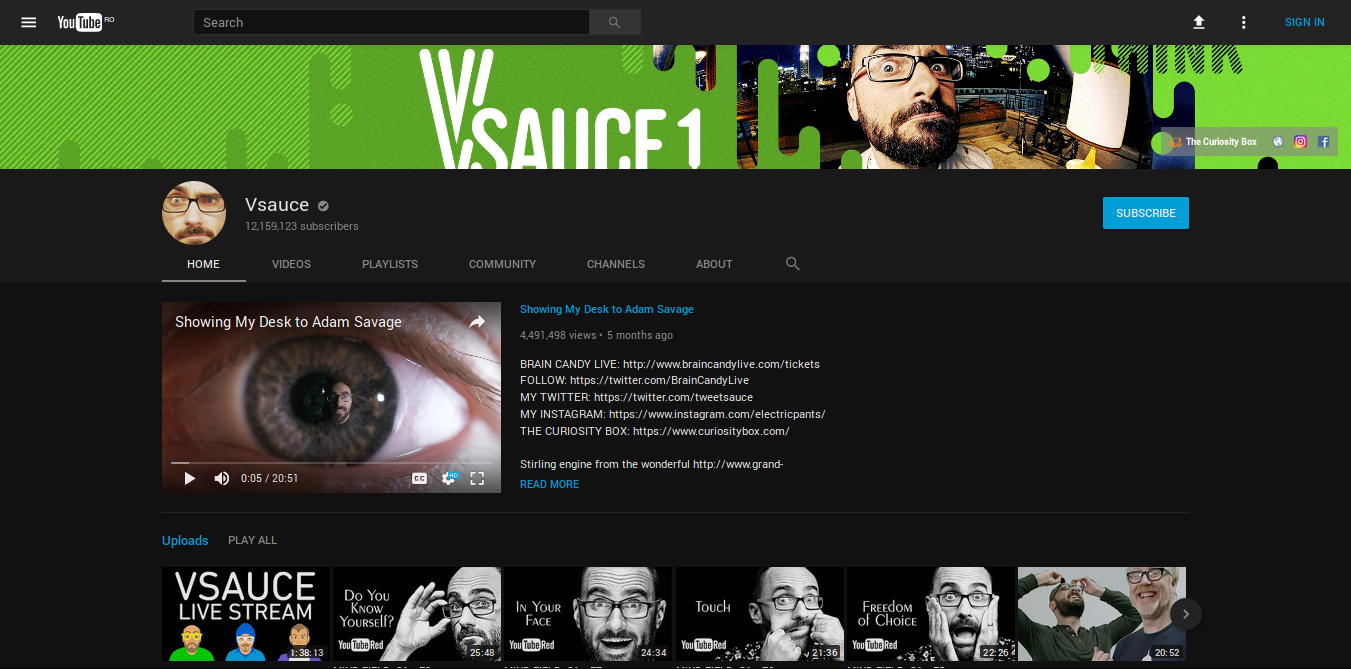 YouTube RO
Search
SIGN IN
VSAUCE 1
THINK
The Curiosity Box
Vsauce
12,159,123 subscribers
SUBSCRIBE
HOME VIDEOS PLAYLISTS COMMUNITY CHANNELS ABOUT
Showing My Desk to Adam Savage
CC HD
0:05 / 20:51
Showing My Desk to Adam Savage
4,491,498 views • 5 months ago
BRAIN CANDY LIVE: http://www.braincandylive.com/tickets
FOLLOW: https://twitter.com/BrainCandyLive
MY TWITTER: https://twitter.com/tweetsauce
MY INSTAGRAM: https://www.instagram.com/electricpants/
THE CURIOSITY BOX: https://www.curiositybox.com/
Stirling engine from the wonderful http://www.grand-
READ MORE
Uploads PLAY ALL
VSAUCE
LIVE STREAM
1:38:13
Do You
Know
Yourself?
YouTube Red
25:48
In Your
Face
YouTube Red
24:34
Touch
YouTube Red
21:36
Freedom
of Choice
YouTube Red
22:26
20:52